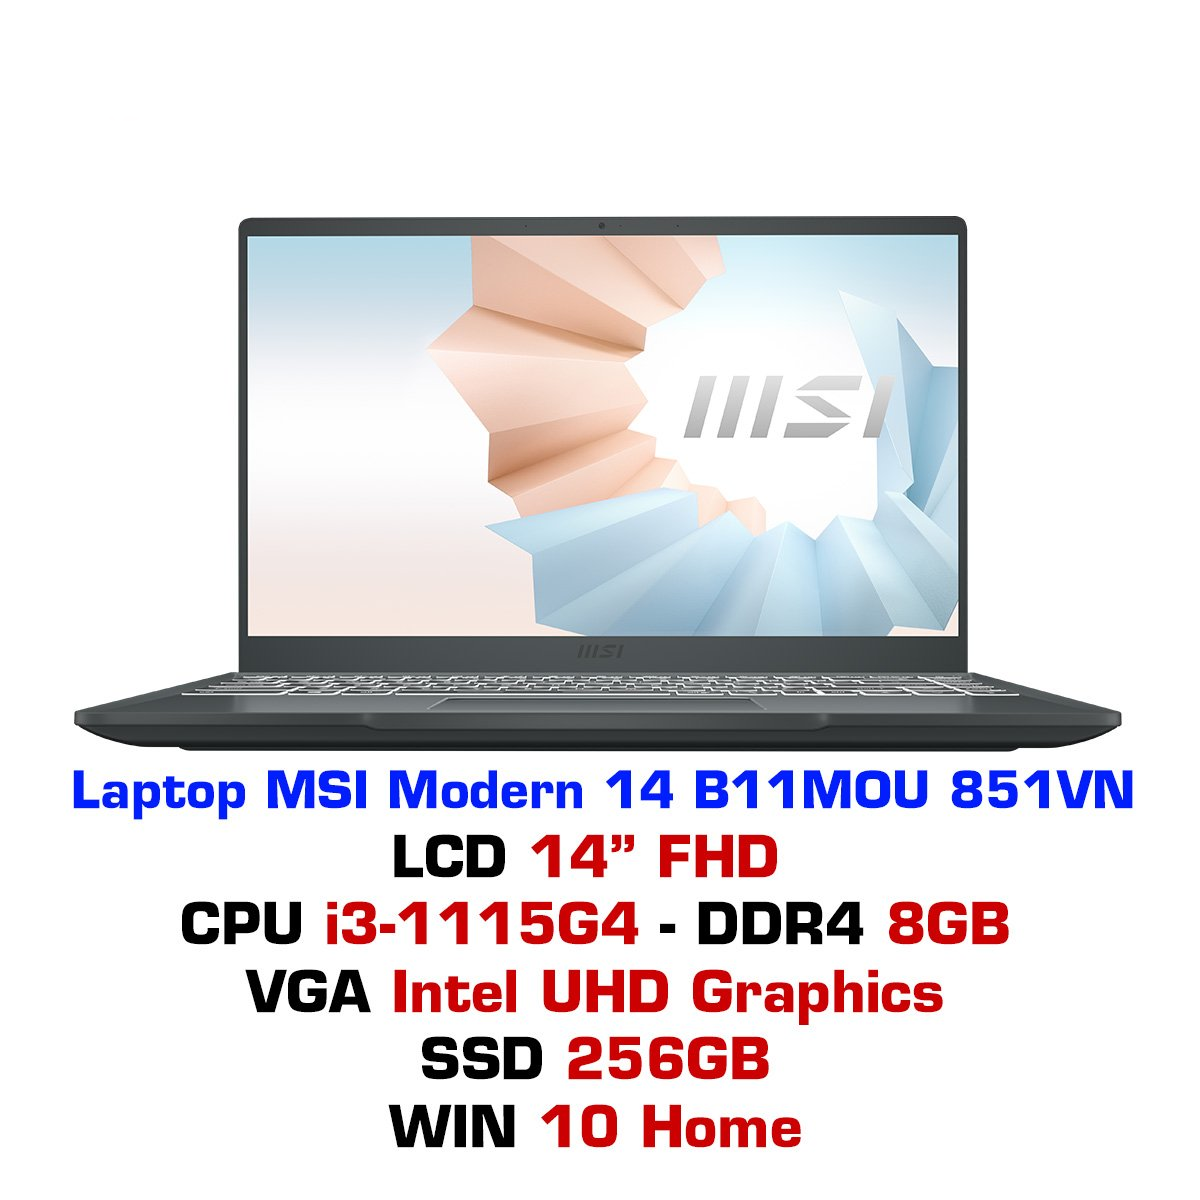 MSI
MSI
Laptop MSI Modern 14 B11MOU 851VN
LCD 14” FHD
CPU i3-1115G4 - DDR4 8GB
VGA Intel UHD Graphics
SSD 256GB
WIN 10 Home